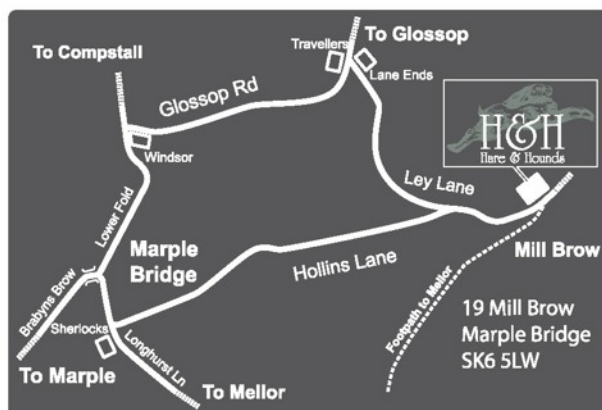 To Compstall
Travellers
To Glossop
Lane Ends
Glossop Rd
H&H
Hare & Hounds
Windsor
Ley Lane
Lower Fold
Marple
Bridge
Hollins Lane
Mill Brow
Brabyns Brow
Sherlocks
Longhurst Ln
Footpath to Mellor
19 Mill Brow
Marple Bridge
SK6 5LW
To Marple
To Mellor